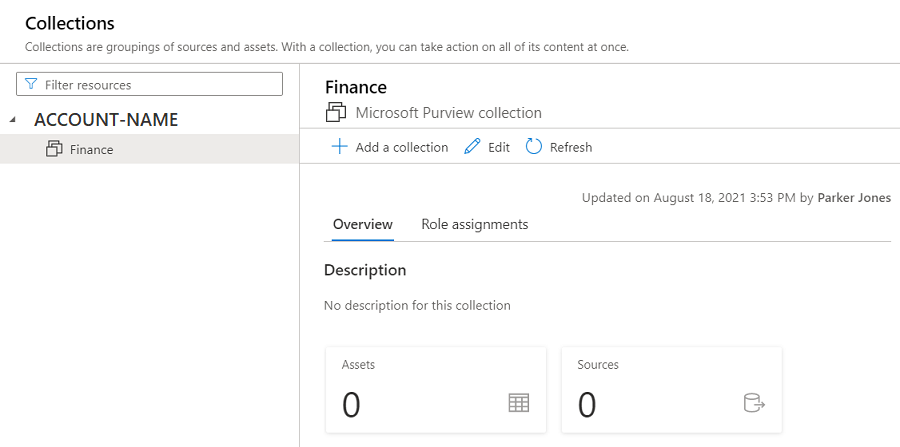 Collections
Collections are groupings of sources and assets. With a collection, you can take action on all of its content at once.
Filter resources
ACCOUNT-NAME
Finance
Finance
Microsoft Purview collection
Add a collection
Edit
Refresh
Updated on August 18, 2021 3:53 PM by Parker Jones
Overview
Role assignments
Description
No description for this collection
Assets
0
Sources
0